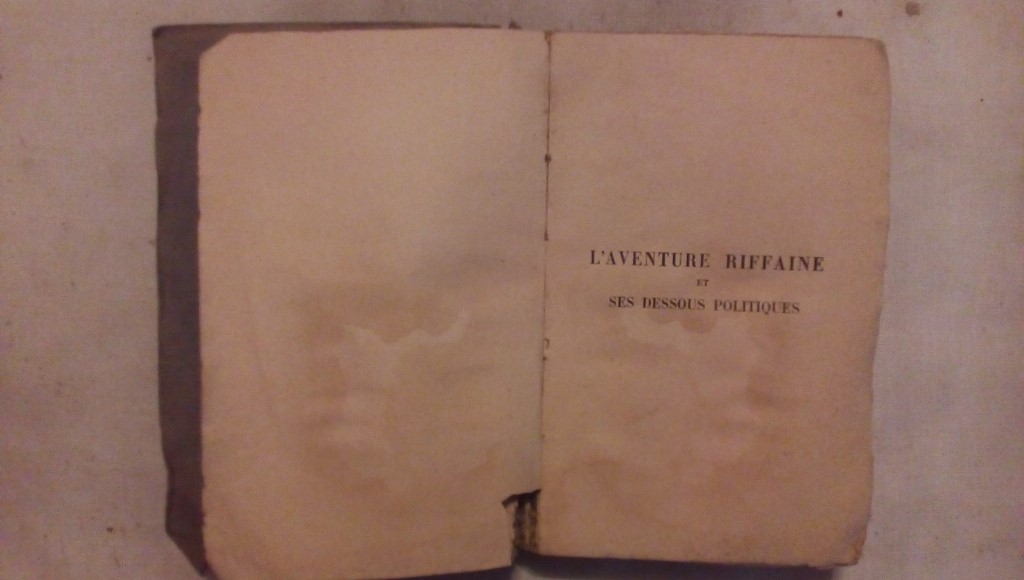 L'AVENTURE RIFFAINE
ET
SES DESSOUS POLITIQUES